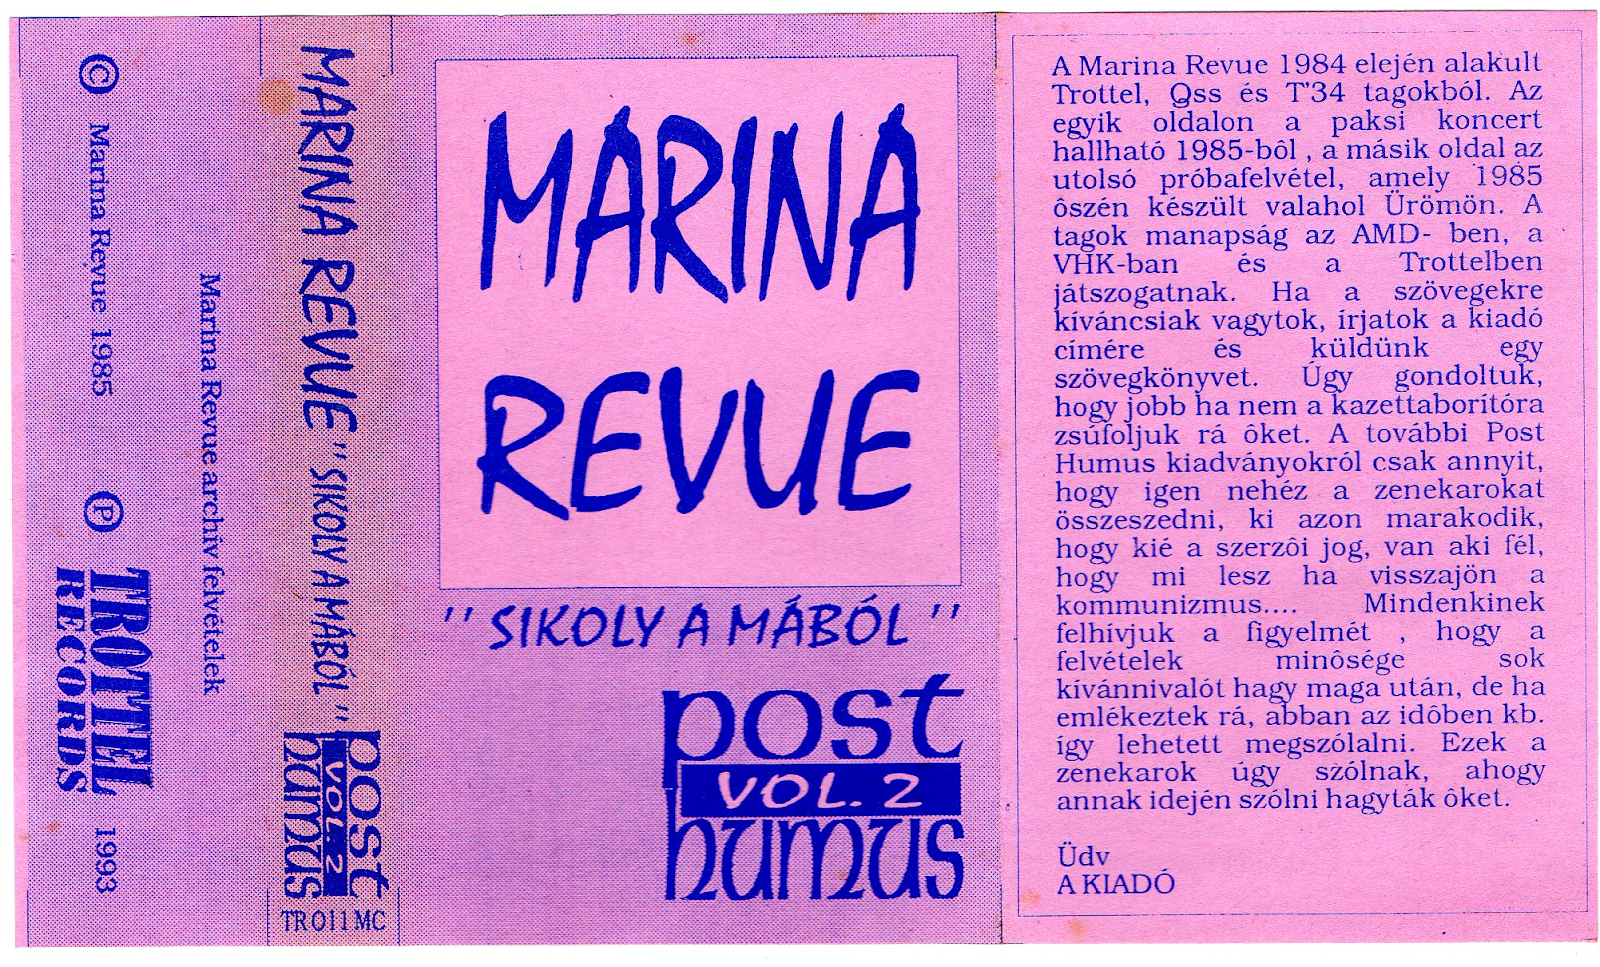 © Marina Revue 1985 ℗ TROTTEL RECORDS 1993
Marina Revue archív felvételek
MARINA REVUE "SIKOLY A MÁBÓL"
post
VOL. 2
humus
TR 011 MC
MARINA
REVUE
"SIKOLY A MÁBÓL"
post
VOL. 2
humus
A Marina Revue 1984 elején alakult
Trottel, Qss és T'34 tagokból. Az
egyik oldalon a paksi koncert
hallható 1985-bôl , a másik oldal az
utolsó próbafelvétel, amely 1985
ôszén készült valahol Ürömön. A
tagok manapság az AMD- ben, a
VHK-ban és a Trottelben
játszogatnak. Ha a szövegekre
kíváncsiak vagytok, írjatok a kiadó
címére és küldünk egy
szövegkönyvet. Úgy gondoltuk,
hogy jobb ha nem a kazettaborítóra
zsúfoljuk rá ôket. A további Post
Humus kiadványokról csak annyit,
hogy igen nehéz a zenekarokat
összeszedni, ki azon marakodik,
hogy kié a szerzôi jog, van aki fél,
hogy mi lesz ha visszajön a
kommunizmus.... Mindenkinek
felhívjuk a figyelmét , hogy a
felvételek minôsége sok
kívánnivalót hagy maga után, de ha
emlékeztek rá, abban az idôben kb.
így lehetett megszólalni. Ezek a
zenekarok úgy szólnak, ahogy
annak idején szólni hagyták ôket.
Üdv
A KIADÓ